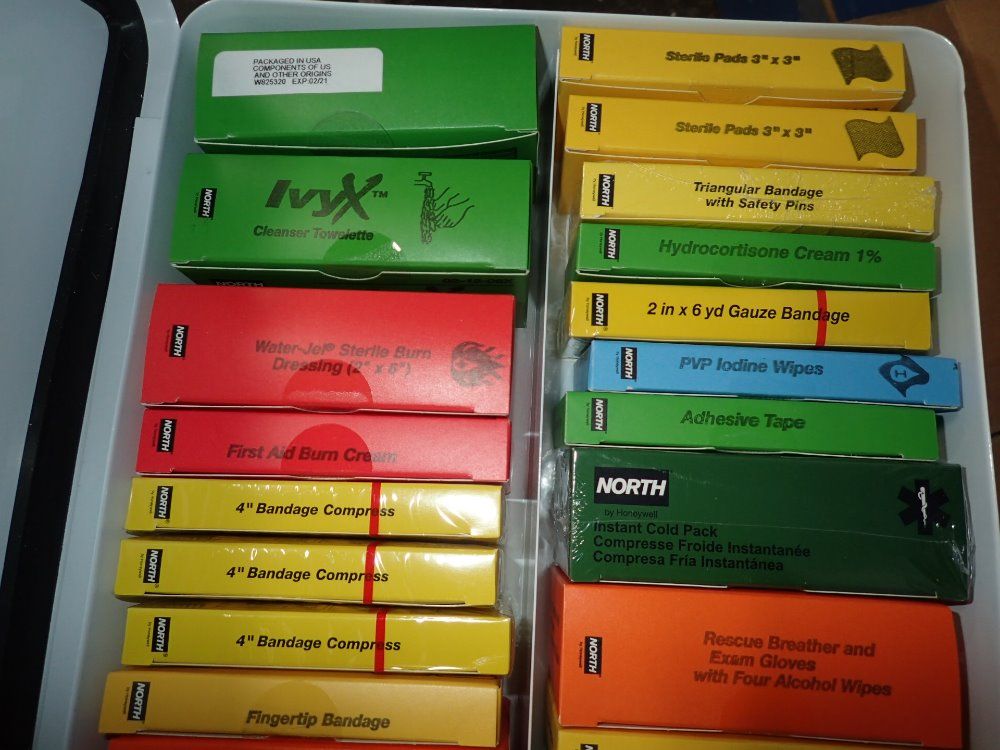 PACKAGED IN USA
COMPONENTS OF US
AND OTHER ORIGINS
W825320 EXP:02/21
NORTH
IvyX™
Cleanser Towelette
NORTH
NORTH
Water-Jel® Sterile Burn
Dressing (2" x 6")
NORTH
First Aid Burn Cream
NORTH
4" Bandage Compress
NORTH
4" Bandage Compress
NORTH
4" Bandage Compress
NORTH
Fingertip Bandage
NORTH
Sterile Pads 3" x 3"
NORTH
Sterile Pads 3" x 3"
NORTH
Triangular Bandage
with Safety Pins
NORTH
Hydrocortisone Cream 1%
NORTH
2 in x 6 yd Gauze Bandage
NORTH
PVP Iodine Wipes
NORTH
Adhesive Tape
NORTH
by Honeywell
Instant Cold Pack
Compresse Froide Instantanée
Compresa Fría Instantánea
NORTH
by Honeywell
Rescue Breather and
Exam Gloves
with Four Alcohol Wipes